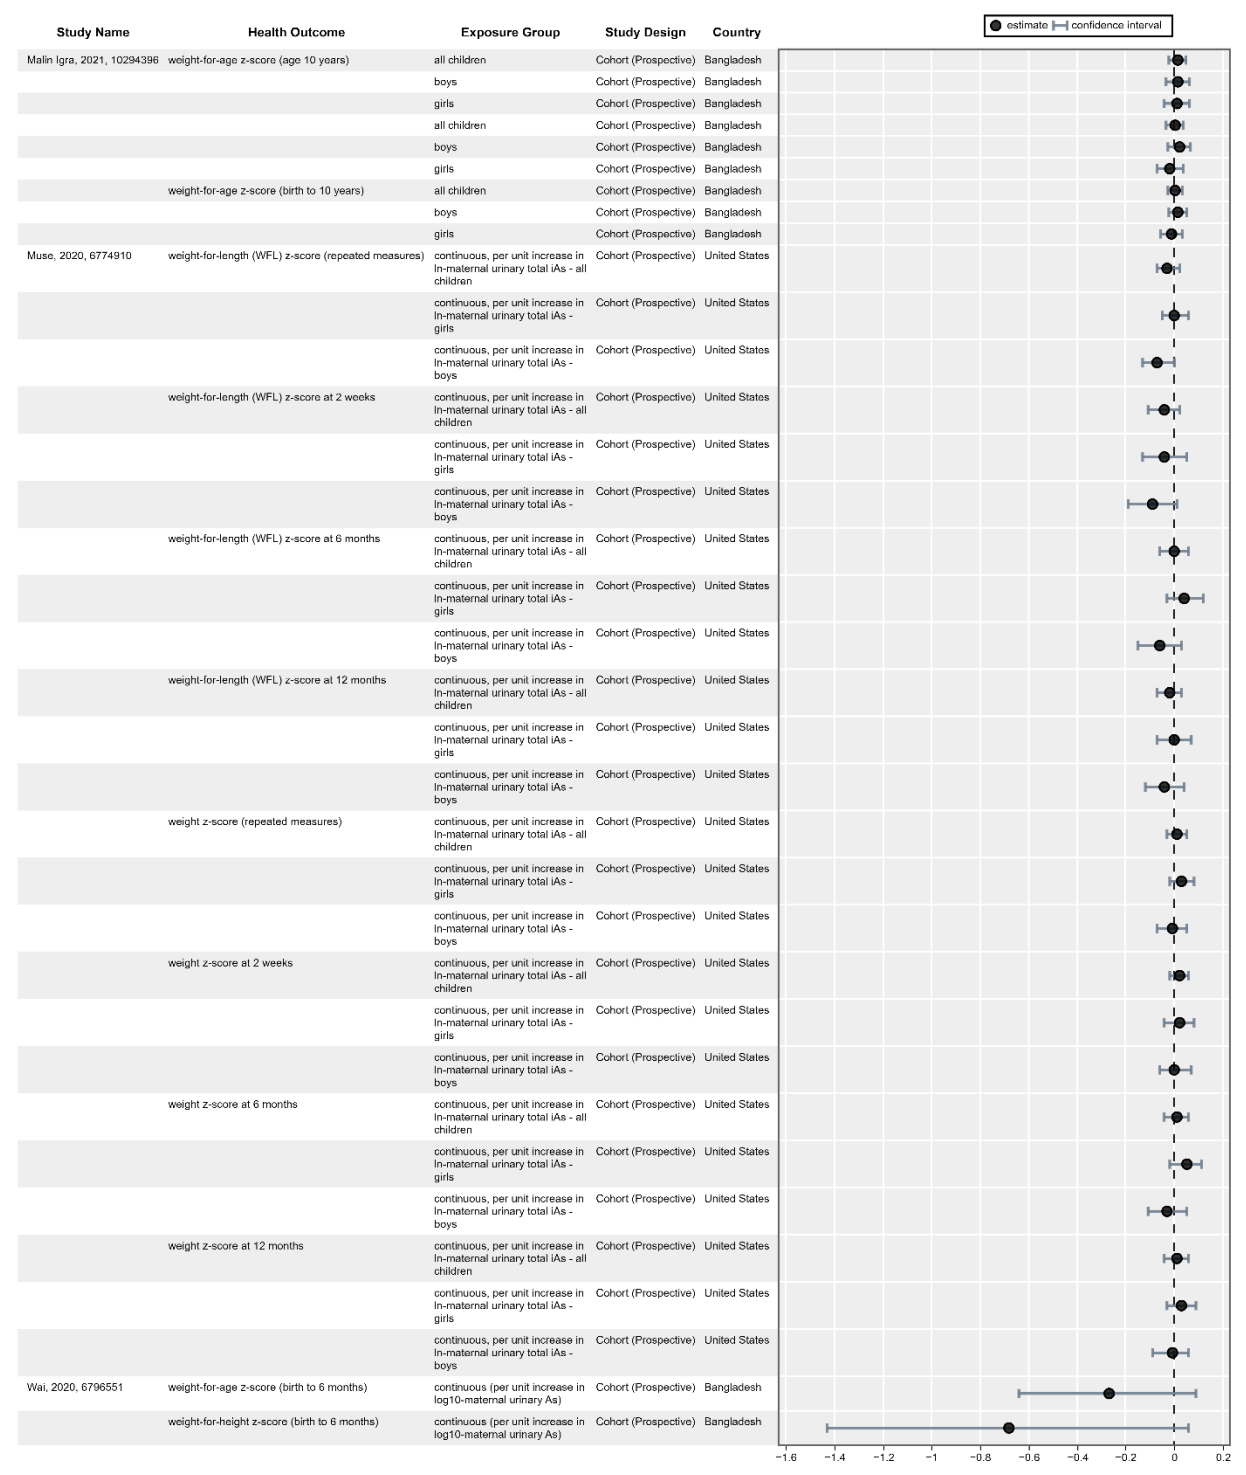 estimate confidence interval
Study Name Health Outcome Exposure Group Study Design Country
Malin Igra, 2021, 10294396 weight-for-age z-score (age 10 years) all children Cohort (Prospective) Bangladesh
boys Cohort (Prospective) Bangladesh
girls Cohort (Prospective) Bangladesh
all children Cohort (Prospective) Bangladesh
boys Cohort (Prospective) Bangladesh
girls Cohort (Prospective) Bangladesh
weight-for-age z-score (birth to 10 years) all children Cohort (Prospective) Bangladesh
boys Cohort (Prospective) Bangladesh
girls Cohort (Prospective) Bangladesh
Muse, 2020, 6774910 weight-for-length (WFL) z-score (repeated measures) continuous, per unit increase in Cohort (Prospective) United States
ln-maternal urinary total iAs - all
children
continuous, per unit increase in Cohort (Prospective) United States
ln-maternal urinary total iAs -
girls
continuous, per unit increase in Cohort (Prospective) United States
ln-maternal urinary total iAs -
boys
weight-for-length (WFL) z-score at 2 weeks continuous, per unit increase in Cohort (Prospective) United States
ln-maternal urinary total iAs - all
children
continuous, per unit increase in Cohort (Prospective) United States
ln-maternal urinary total iAs -
girls
continuous, per unit increase in Cohort (Prospective) United States
ln-maternal urinary total iAs -
boys
weight-for-length (WFL) z-score at 6 months continuous, per unit increase in Cohort (Prospective) United States
ln-maternal urinary total iAs - all
children
continuous, per unit increase in Cohort (Prospective) United States
ln-maternal urinary total iAs -
girls
continuous, per unit increase in Cohort (Prospective) United States
ln-maternal urinary total iAs -
boys
weight-for-length (WFL) z-score at 12 months continuous, per unit increase in Cohort (Prospective) United States
ln-maternal urinary total iAs - all
children
continuous, per unit increase in Cohort (Prospective) United States
ln-maternal urinary total iAs -
girls
continuous, per unit increase in Cohort (Prospective) United States
ln-maternal urinary total iAs -
boys
weight z-score (repeated measures) continuous, per unit increase in Cohort (Prospective) United States
ln-maternal urinary total iAs - all
children
continuous, per unit increase in Cohort (Prospective) United States
ln-maternal urinary total iAs -
girls
continuous, per unit increase in Cohort (Prospective) United States
ln-maternal urinary total iAs -
boys
weight z-score at 2 weeks continuous, per unit increase in Cohort (Prospective) United States
ln-maternal urinary total iAs - all
children
continuous, per unit increase in Cohort (Prospective) United States
ln-maternal urinary total iAs -
girls
continuous, per unit increase in Cohort (Prospective) United States
ln-maternal urinary total iAs -
boys
weight z-score at 6 months continuous, per unit increase in Cohort (Prospective) United States
ln-maternal urinary total iAs - all
children
continuous, per unit increase in Cohort (Prospective) United States
ln-maternal urinary total iAs -
girls
continuous, per unit increase in Cohort (Prospective) United States
ln-maternal urinary total iAs -
boys
weight z-score at 12 months continuous, per unit increase in Cohort (Prospective) United States
ln-maternal urinary total iAs - all
children
continuous, per unit increase in Cohort (Prospective) United States
ln-maternal urinary total iAs -
girls
continuous, per unit increase in Cohort (Prospective) United States
ln-maternal urinary total iAs -
boys
Wai, 2020, 6796551 weight-for-age z-score (birth to 6 months) continuous (per unit increase in Cohort (Prospective) Bangladesh
log10-maternal urinary As)
weight-for-height z-score (birth to 6 months) continuous (per unit increase in Cohort (Prospective) Bangladesh
log10-maternal urinary As)
−1.6 −1.4 −1.2 −1 −0.8 −0.6 −0.4 −0.2 0 0.2